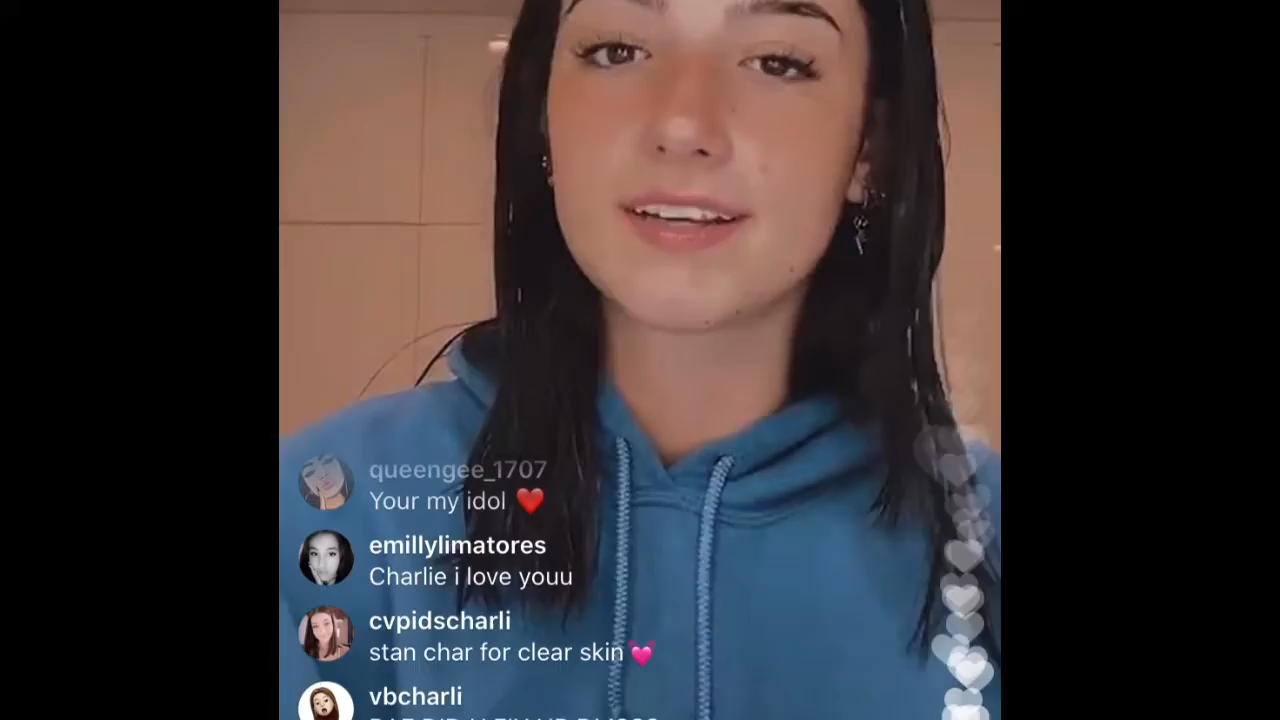 queengee_1707
Your my idol ❤️
emillylimatores
Charlie i love youu
cvpidscharli
stan char for clear skin💓
vbcharli